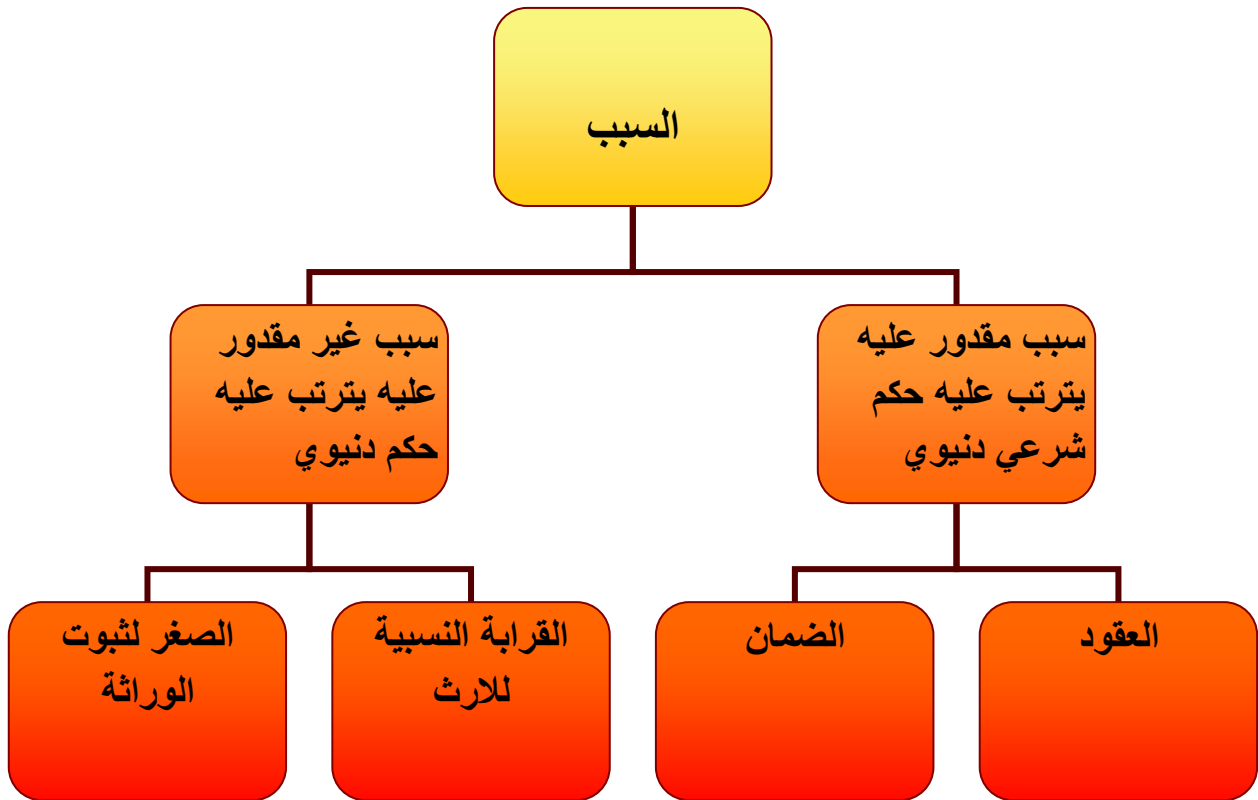 السبب
سبب مقدور عليه
يترتب عليه حكم
شرعي دنيوي
سبب غير مقدور
عليه يترتب عليه
حكم دنيوي
العقود
الضمان
القرابة النسبية
للارث
الصغر لثبوت
الوراثة